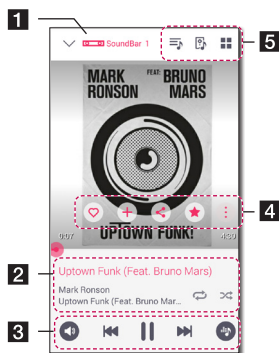 1
SoundBar 1
5
MARK RONSON
FEAT:
BRUNO MARS
4
0:07
UPTOWN FUNK!
4:30
2
Uptown Funk (Feat. Bruno Mars)
Mark Ronson
Uptown Funk (Feat. Bruno Mar...
3